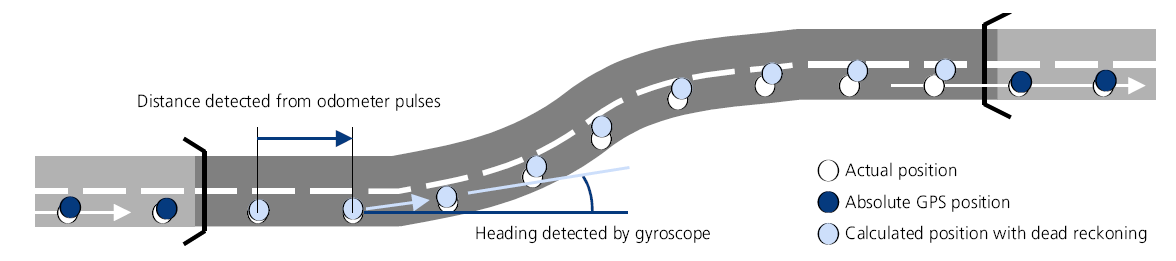 Distance detected from odometer pulses
Actual position
Absolute GPS position
Heading detected by gyroscope
Calculated position with dead reckoning